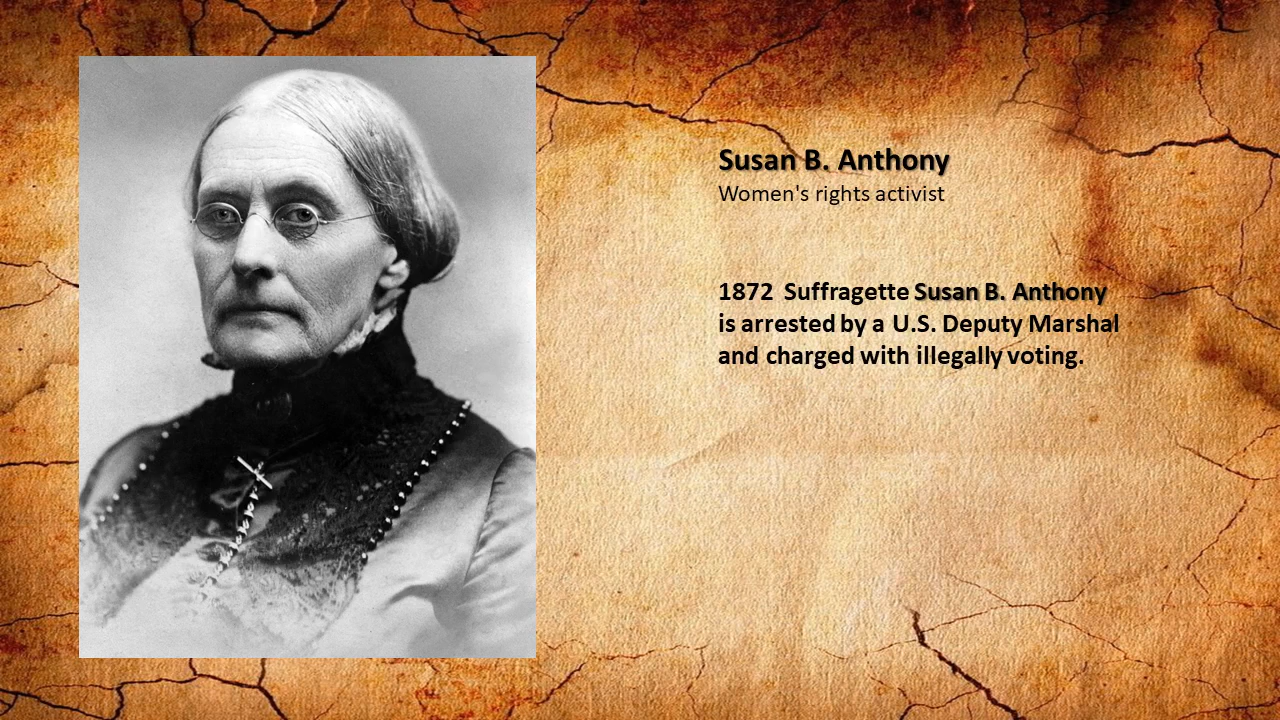 Susan B. Anthony
Women's rights activist
1872 Suffragette Susan B. Anthony
is arrested by a U.S. Deputy Marshal
and charged with illegally voting.